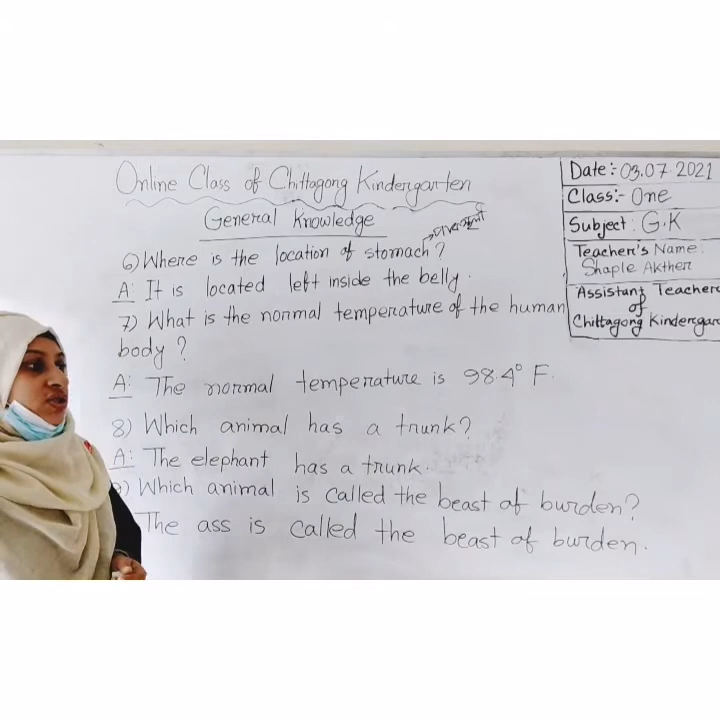 Online Class of Chittagong Kindergarten
General Knowledge
6) Where is the location of stomach?
A: It is located left inside the belly.
7) What is the normal temperature of the human
body?
A: The normal temperature is 98.4° F.
8) Which animal has a trunk?
A: The elephant has a trunk.
9) Which animal is called the beast of burden?
The ass is called the beast of burden.
Date: 03.07.2021
Class:- One
Subject: G.K
Teacher's Name:
Shaple Akther
Assistant Teacher
of
Chittagong Kindergar